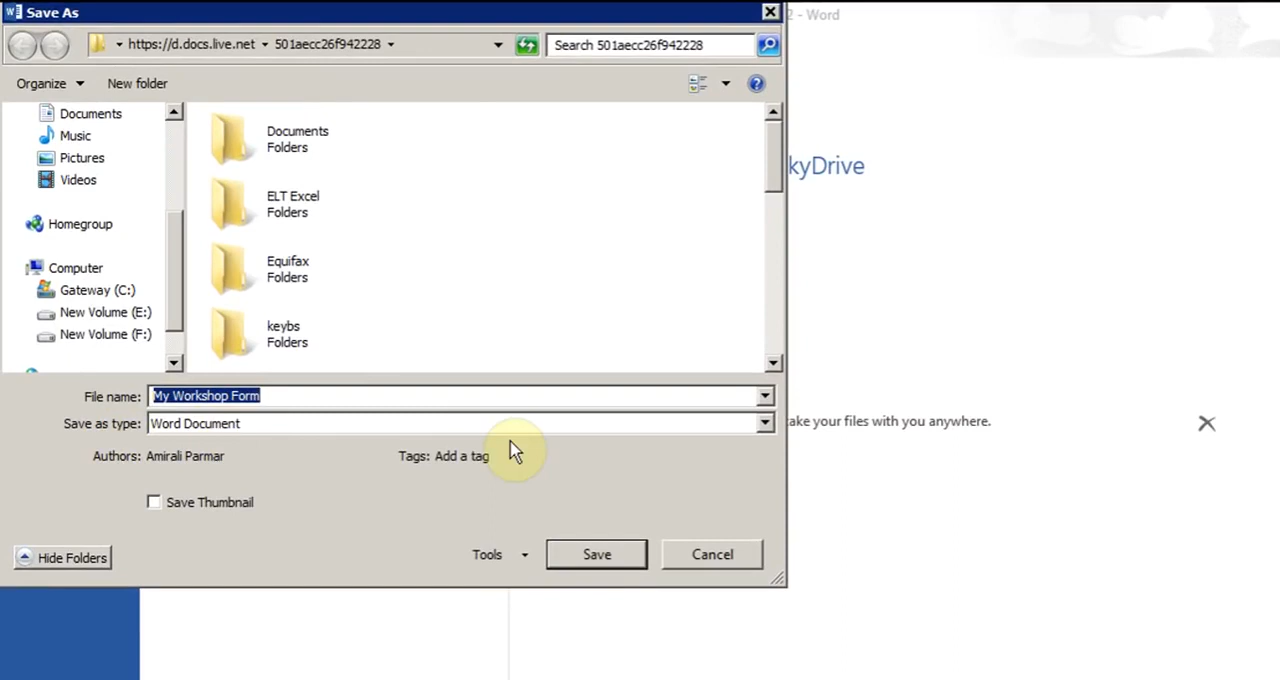 Save As
2 - Word
https://d.docs.live.net
501aecc26f942228
Search 501aecc26f942228
Organize
New folder
Documents
Music
Pictures
Videos
Homegroup
Computer
Gateway (C:)
New Volume (E:)
New Volume (F:)
Documents
Folders
ELT Excel
Folders
Equifax
Folders
keybs
Folders
kyDrive
File name: My Workshop Form
Save as type: Word Document
ake your files with you anywhere.
Authors: Amirali Parmar
Tags: Add a tag
Save Thumbnail
Hide Folders
Tools
Save
Cancel